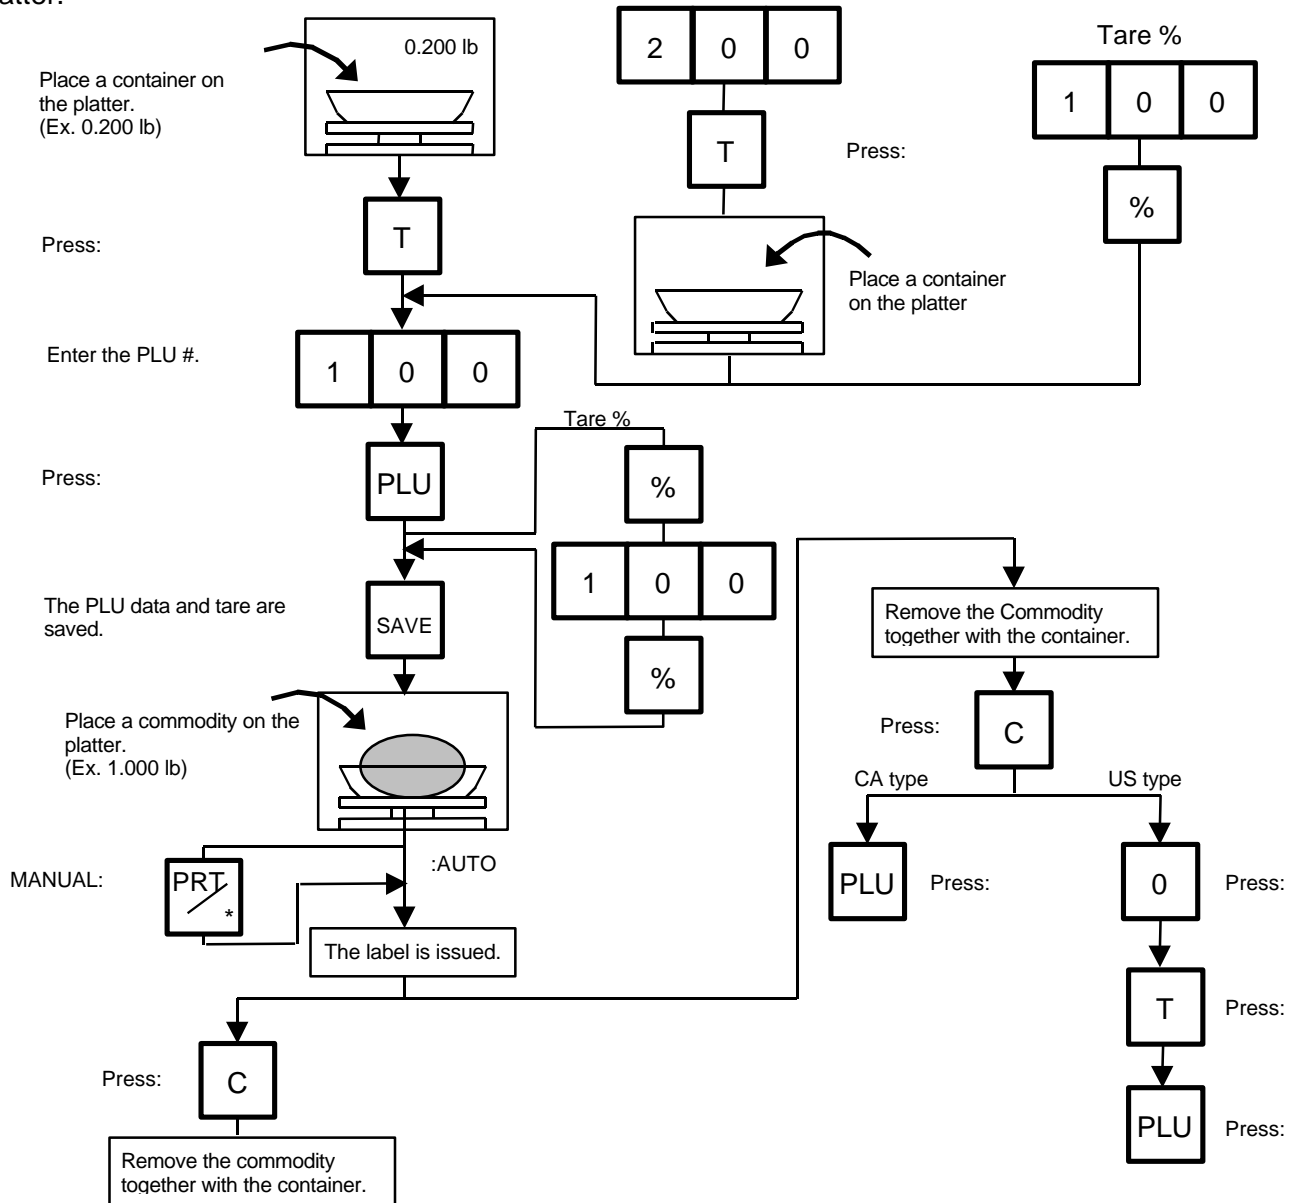 atter.
0.200 lb
Place a container on
the platter.
(Ex. 0.200 lb)
Press:
T
2 0 0
T
Press:
Place a container
on the platter
Tare %
1 0 0
%
Enter the PLU #.
1 0 0
Press:
PLU
Tare %
%
1 0 0
%
The PLU data and tare are
saved.
SAVE
Place a commodity on the
platter.
(Ex. 1.000 lb)
MANUAL:
PRT
*
:AUTO
The label is issued.
Press:
C
Remove the commodity
together with the container.
Remove the Commodity
together with the container.
Press:
C
CA type
US type
PLU
Press:
0
Press:
T
Press:
PLU
Press: